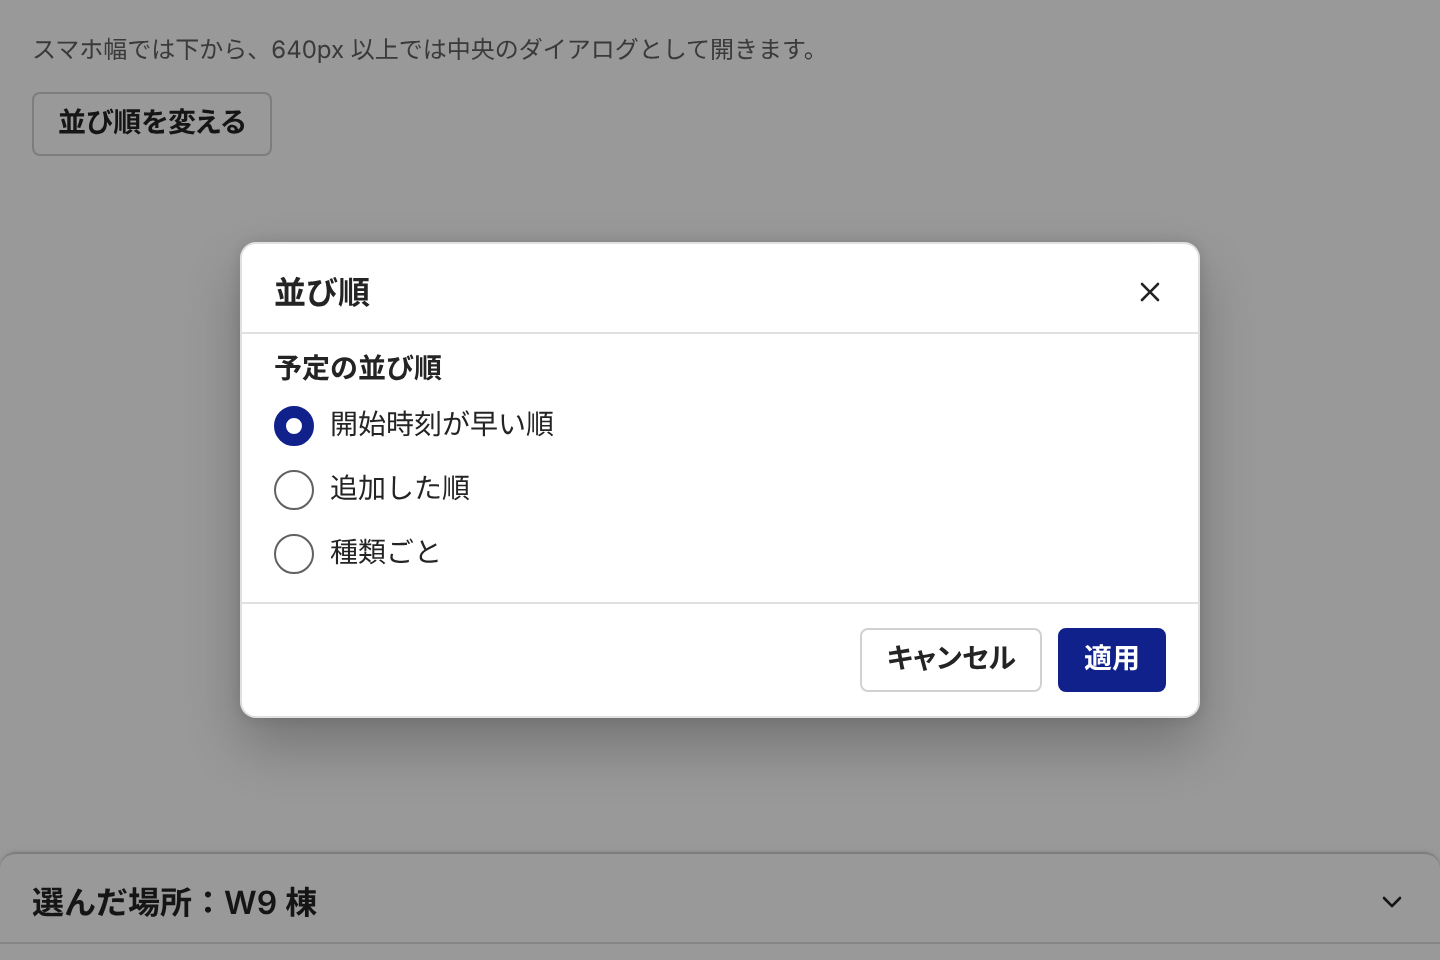 スマホ幅では下から、640px 以上では中央のダイアログとして開きます。
並び順を変える
並び順
予定の並び順
開始時刻が早い順
追加した順
種類ごと
キャンセル
適用
選んだ場所：W9 棟